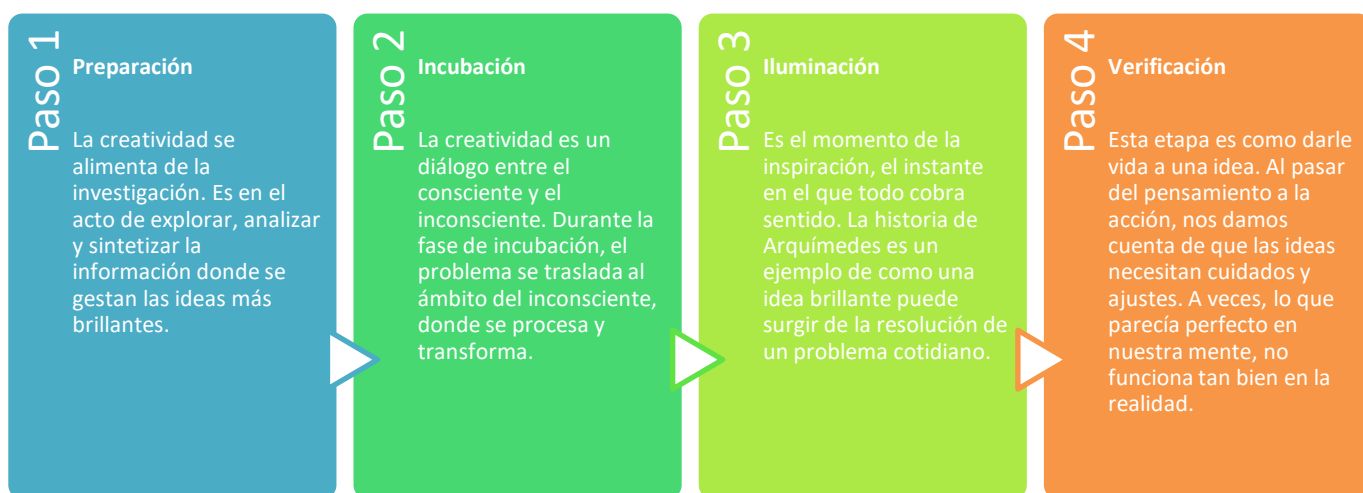 Paso 1
Preparación
La creatividad se
alimenta de la
investigación. Es en el
acto de explorar, analizar
y sintetizar la
información donde se
gestan las ideas más
brillantes.
Paso 2
Incubación
La creatividad es un
diálogo entre el
consciente y el
inconsciente. Durante la
fase de incubación, el
problema se traslada al
ámbito del inconsciente,
donde se procesa y
transforma.
Paso 3
Iluminación
Es el momento de la
inspiración, el instante
en el que todo cobra
sentido. La historia de
Arquímedes es un
ejemplo de como una
idea brillante puede
surgir de la resolución de
un problema cotidiano.
Paso 4
Verificación
Esta etapa es como darle
vida a una idea. Al pasar
del pensamiento a la
acción, nos damos
cuenta de que las ideas
necesitan cuidados y
ajustes. A veces, lo que
parecía perfecto en
nuestra mente, no
funciona tan bien en la
realidad.